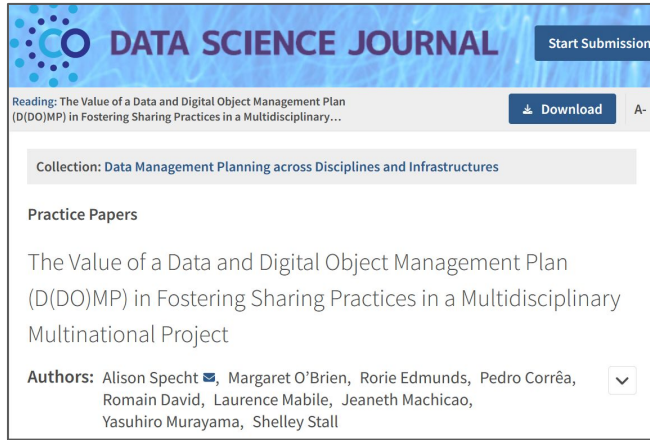 DATA SCIENCE JOURNAL
Start Submission
Reading: The Value of a Data and Digital Object Management Plan
(D(DO)MP) in Fostering Sharing Practices in a Multidisciplinary…
Download
A-
Collection: Data Management Planning across Disciplines and Infrastructures
Practice Papers
The Value of a Data and Digital Object Management Plan
(D(DO)MP) in Fostering Sharing Practices in a Multidisciplinary
Multinational Project
Authors: Alison Specht, Margaret O’Brien, Rorie Edmunds, Pedro Corrêa,
Romain David, Laurence Mabile, Jeaneth Machicao,
Yasuhiro Murayama, Shelley Stall